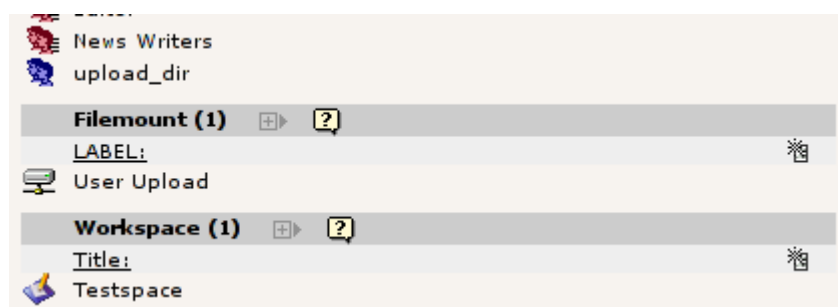 News Writers
upload_dir
Filemount (1)
LABEL:
User Upload
Workspace (1)
Title:
Testspace